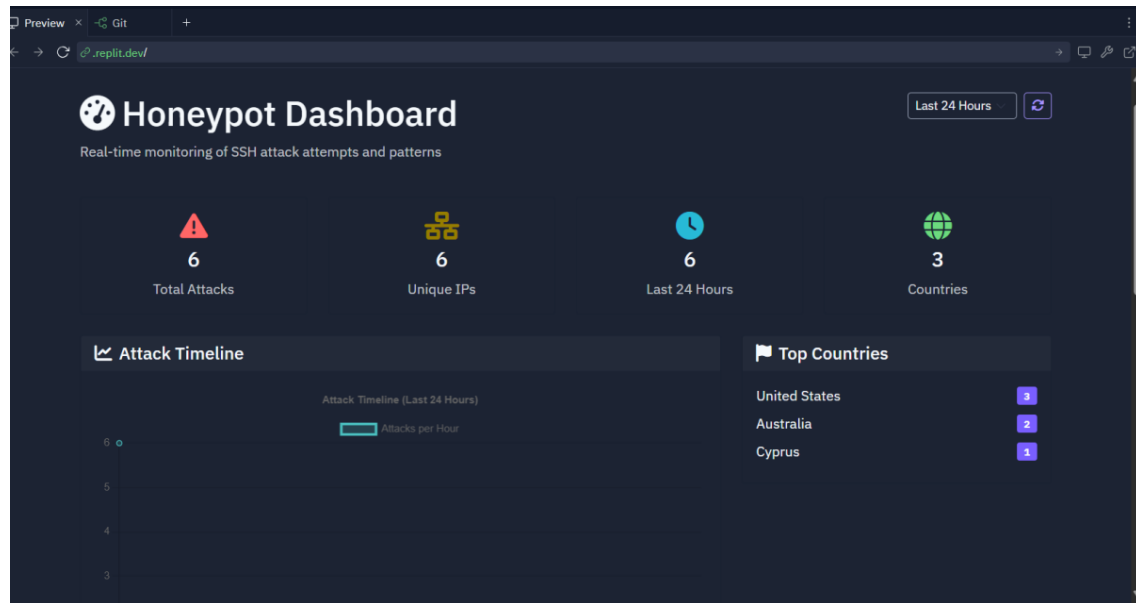 Preview
Git
.replit.dev/
Honeypot Dashboard
Last 24 Hours
Real-time monitoring of SSH attack attempts and patterns
6
Total Attacks
6
Unique IPs
6
Last 24 Hours
3
Countries
Attack Timeline
Attack Timeline (Last 24 Hours)
Attacks per Hour
6
5
4
3
Top Countries
United States 3
Australia 2
Cyprus 1